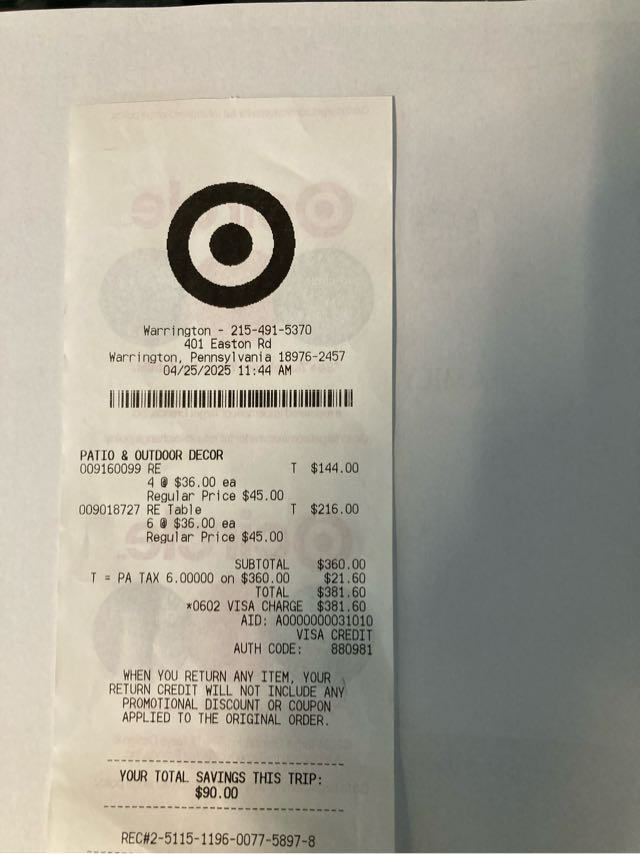 Warrington - 215-491-5370
401 Easton Rd
Warrington, Pennsylvania 18976-2457
04/25/2025 11:44 AM
PATIO & OUTDOOR DECOR
009160099 RE T $144.00
4 @ $36.00 ea
Regular Price $45.00
009018727 RE Table T $216.00
6 @ $36.00 ea
Regular Price $45.00
SUBTOTAL $360.00
T = PA TAX 6.00000 on $360.00 $21.60
TOTAL $381.60
*0602 VISA CHARGE $381.60
AID: A0000000031010
VISA CREDIT
AUTH CODE: 880981
WHEN YOU RETURN ANY ITEM, YOUR
RETURN CREDIT WILL NOT INCLUDE ANY
PROMOTIONAL DISCOUNT OR COUPON
APPLIED TO THE ORIGINAL ORDER.
YOUR TOTAL SAVINGS THIS TRIP:
$90.00
REC#2-5115-1196-0077-5897-8